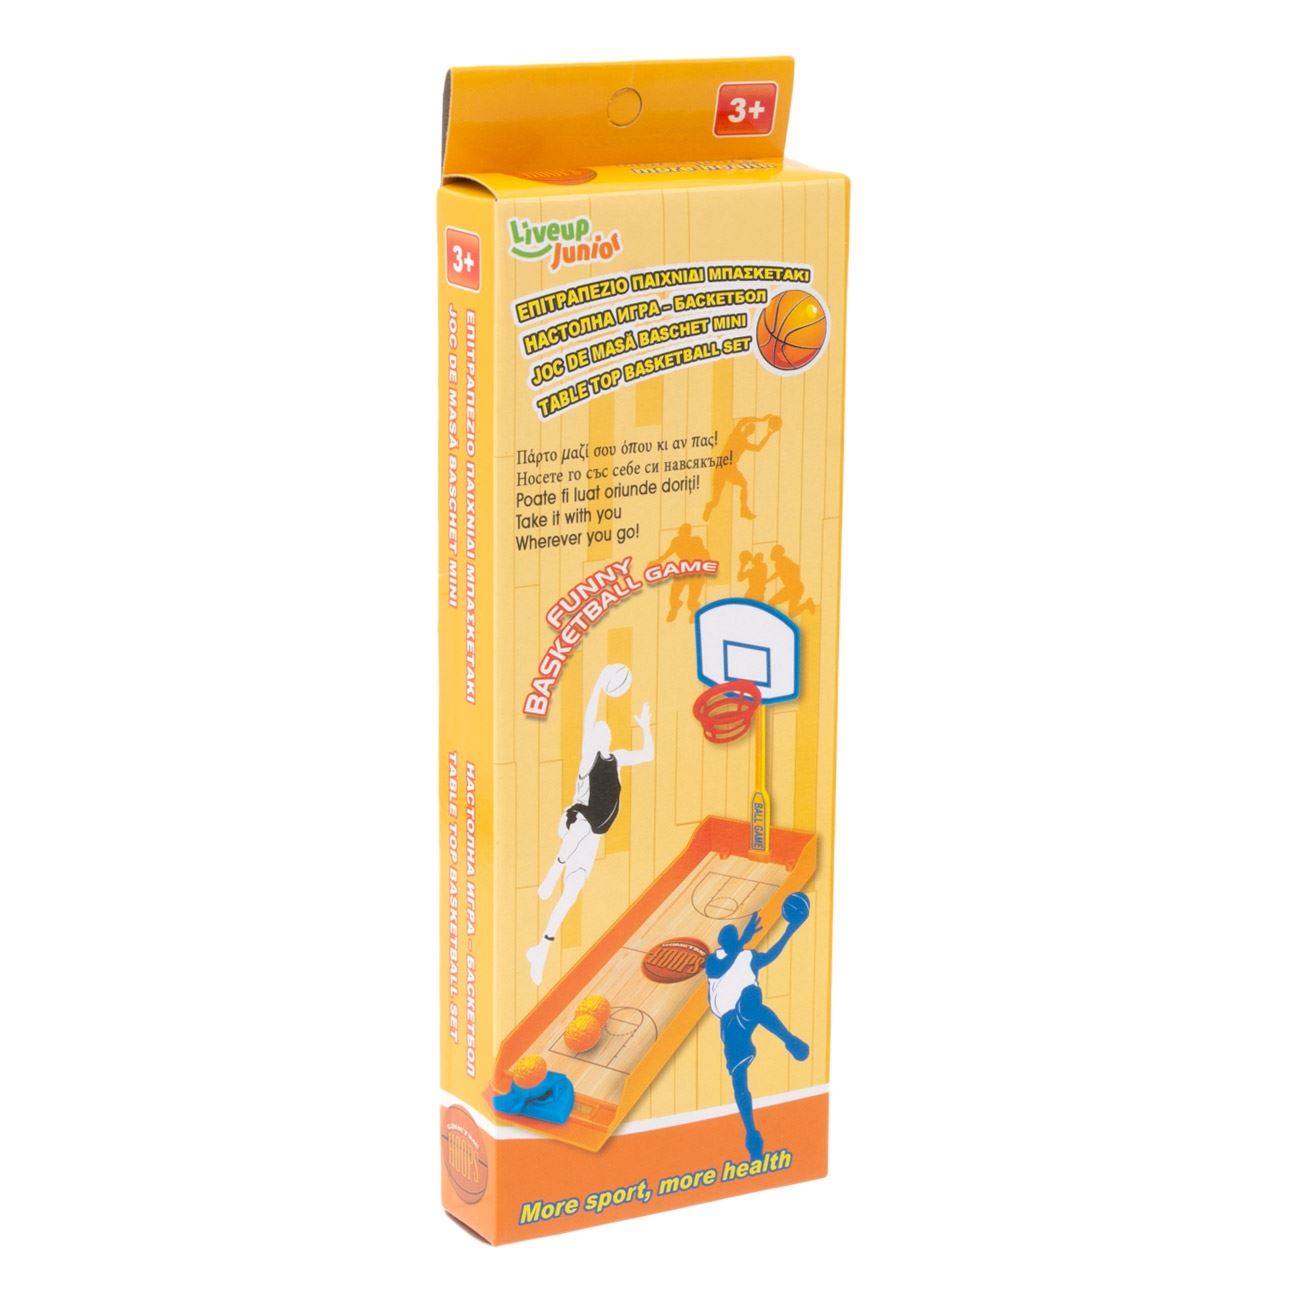 3+
Liveup
Junior
ΕΠΙΤΡΑΠΕΖΙΟ ΠΑΙΧΝΙΔΙ ΜΠΑΣΚΕΤΑΚΙ
НАСТОЛНА ИГРА – БАСКЕТБОЛ
JOC DE MASĂ BASCHET MINI
TABLE TOP BASKETBALL SET
Πάρτο μαζί σου όπου κι αν πας!
Носете го със себе си навсякъде!
Poate fi luat oriunde doriți!
Take it with you
Wherever you go!
FUNNY
BASKETBALL GAME
BALL GAME
HOOPS
More sport, more health
3+
ΕΠΙΤΡΑΠΕΖΙΟ ΠΑΙΧΝΙΔΙ ΜΠΑΣΚΕΤΑΚΙ
JOC DE MASĂ BASCHET MINI
НАСТОЛНА ИГРА – БАСКЕТБОЛ
TABLE TOP BASKETBALL SET
HOOPS